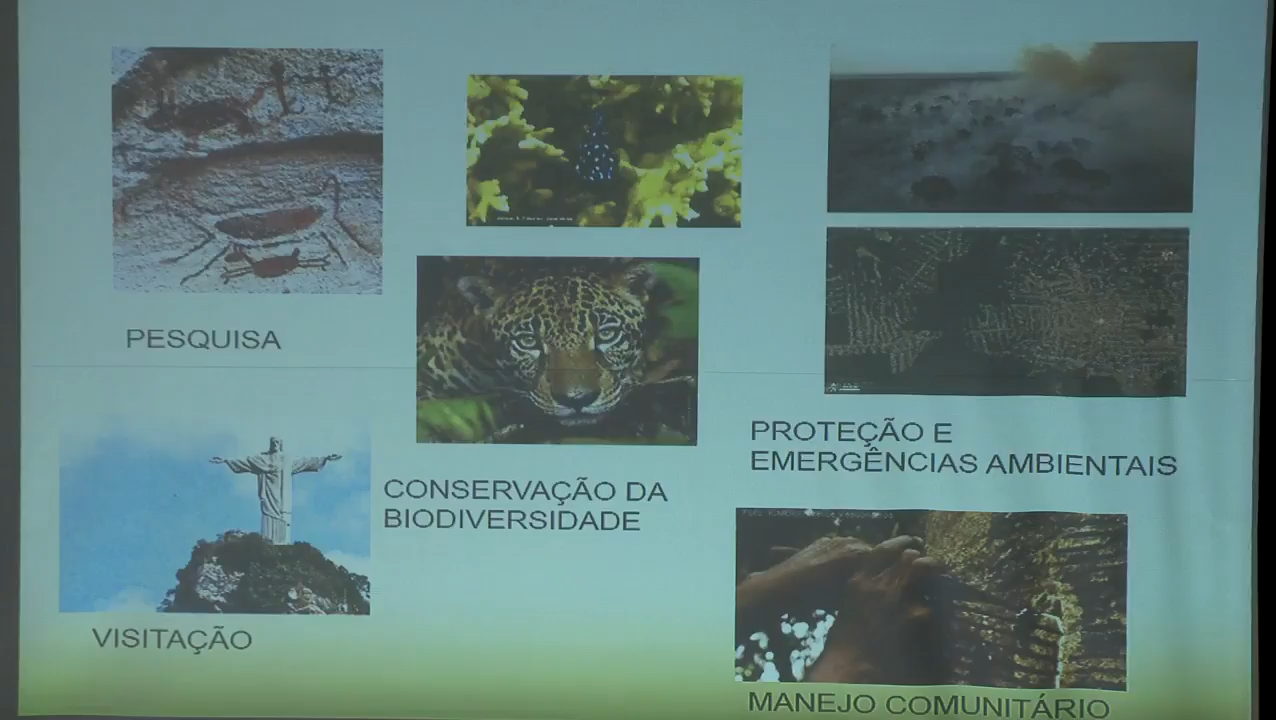 PESQUISA
VISITAÇÃO
CONSERVAÇÃO DA
BIODIVERSIDADE
PROTEÇÃO E
EMERGÊNCIAS AMBIENTAIS
MANEJO COMUNITÁRIO